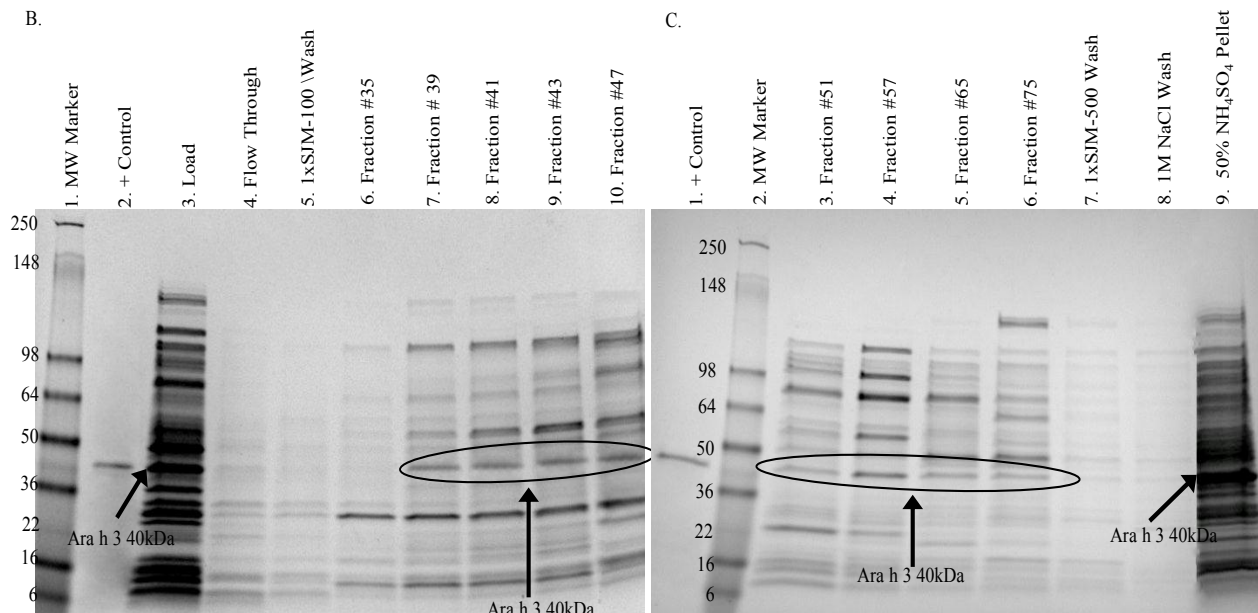 B.
1. MW Marker
2. + Control
3. Load
4. Flow Through
5. 1xSJM-100 \Wash
6. Fraction #35
7. Fraction # 39
8. Fraction #41
9. Fraction #43
10. Fraction #47
250
148
98
64
50
36
22
16
6
Ara h 3 40kDa
Ara h 3 40kDa
C.
1. + Control
2. MW Marker
3. Fraction #51
4. Fraction #57
5. Fraction #65
6. Fraction #75
7. 1xSJM-500 Wash
8. 1M NaCl Wash
9. 50% NH4SO4 Pellet
250
148
98
64
50
36
22
16
6
Ara h 3 40kDa
Ara h 3 40kDa